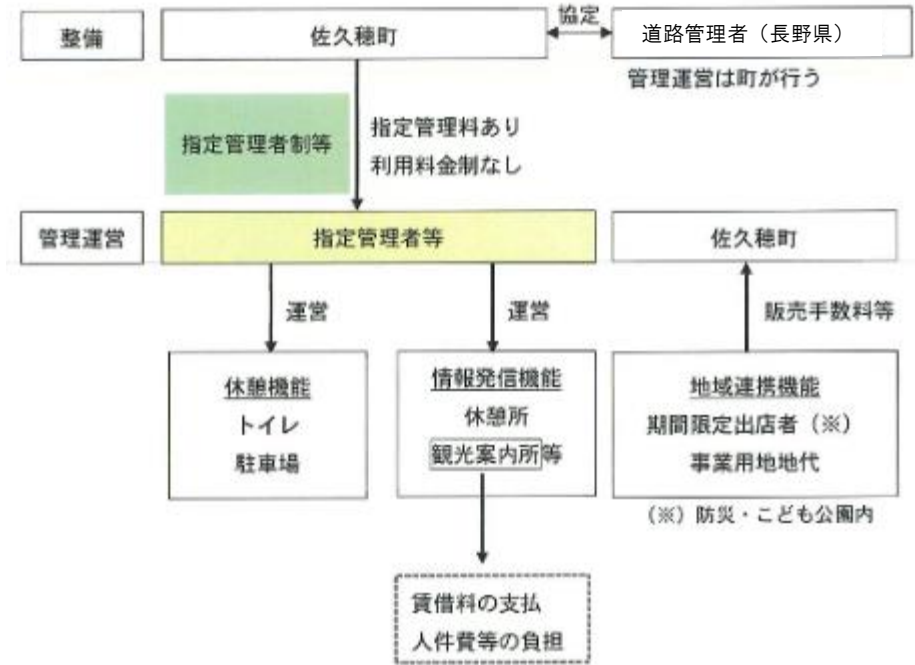 整備
佐久穂町
協定
道路管理者（長野県）
管理運営は町が行う
指定管理者制等
指定管理料あり
利用料金制なし
管理運営
指定管理者等
佐久穂町
運営
運営
販売手数料等
休憩機能
トイレ
駐車場
情報発信機能
休憩所
観光案内所等
地域連携機能
期間限定出店者（※）
事業用地地代
（※）防災・こども公園内
賃借料の支払
人件費等の負担